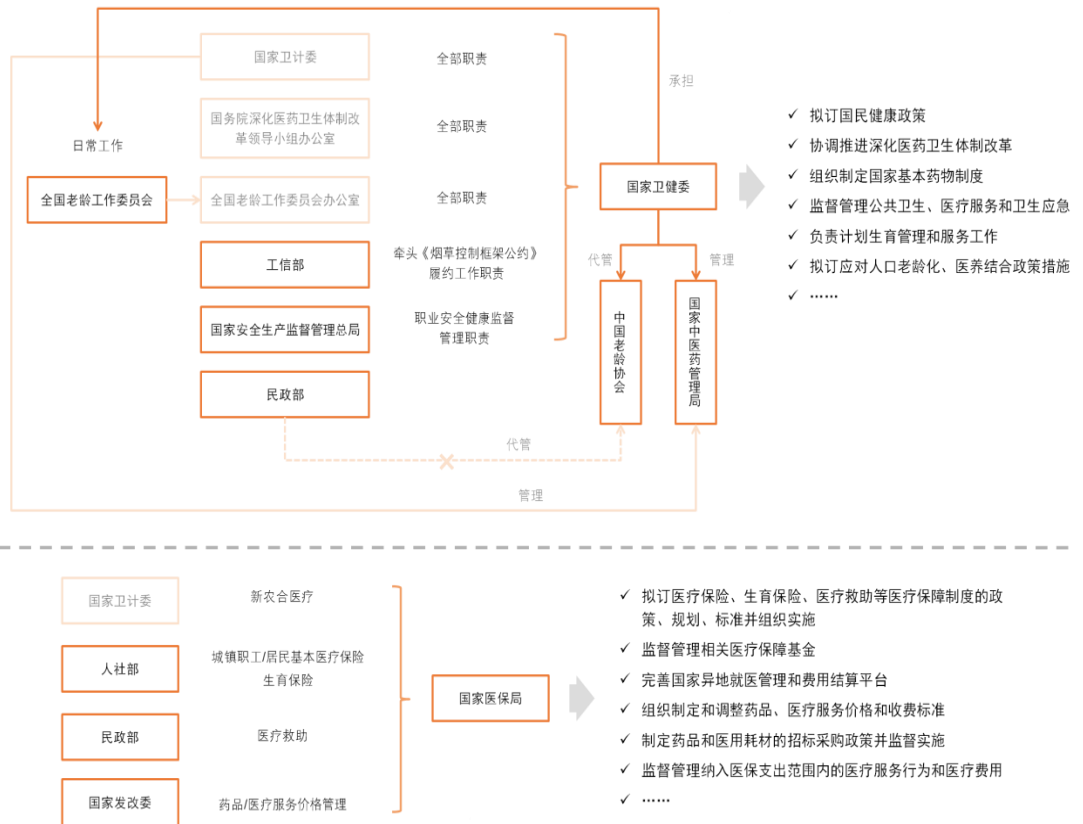 国家卫计委
全部职责
承担
国务院深化医药卫生体制改
革领导小组办公室
全部职责
日常工作
全国老龄工作委员会
全国老龄工作委员会办公室
全部职责
国家卫健委
工信部
牵头《烟草控制框架公约》
履约工作职责
国家安全生产监督管理总局
职业安全健康监督
管理职责
民政部
代管
管理
中国老龄协会
国家中医药管理局
代管
管理
✓ 拟订国民健康政策
✓ 协调推进深化医药卫生体制改革
✓ 组织制定国家基本药物制度
✓ 监督管理公共卫生、医疗服务和卫生应急
✓ 负责计划生育管理和服务工作
✓ 拟订应对人口老龄化、医养结合政策措施
✓ ……
国家卫计委
新农合医疗
人社部
城镇职工/居民基本医疗保险
生育保险
民政部
医疗救助
国家发改委
药品/医疗服务价格管理
国家医保局
✓ 拟订医疗保险、生育保险、医疗救助等医疗保障制度的政
策、规划、标准并组织实施
✓ 监督管理相关医疗保障基金
✓ 完善国家异地就医管理和费用结算平台
✓ 组织制定和调整药品、医疗服务价格和收费标准
✓ 制定药品和医用耗材的招标采购政策并监督实施
✓ 监督管理纳入医保支出范围内的医疗服务行为和医疗费用
✓ ……